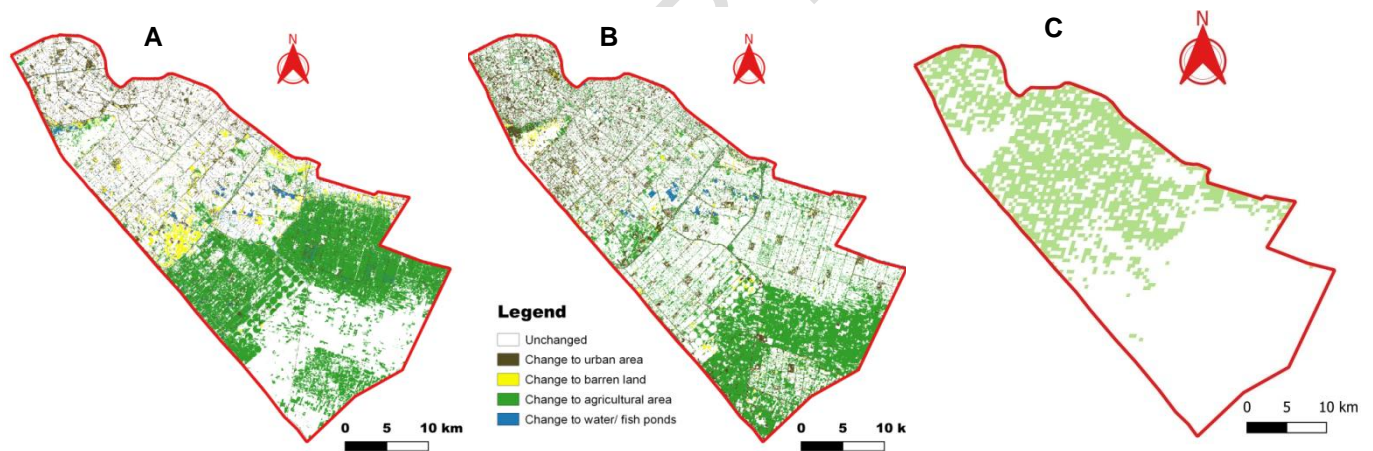 A
N
B
N
C
N
Legend
Unchanged
Change to urban area
Change to barren land
Change to agricultural area
Change to water/ fish ponds
0 5 10 km
0 5 10 k
0 5 10 km